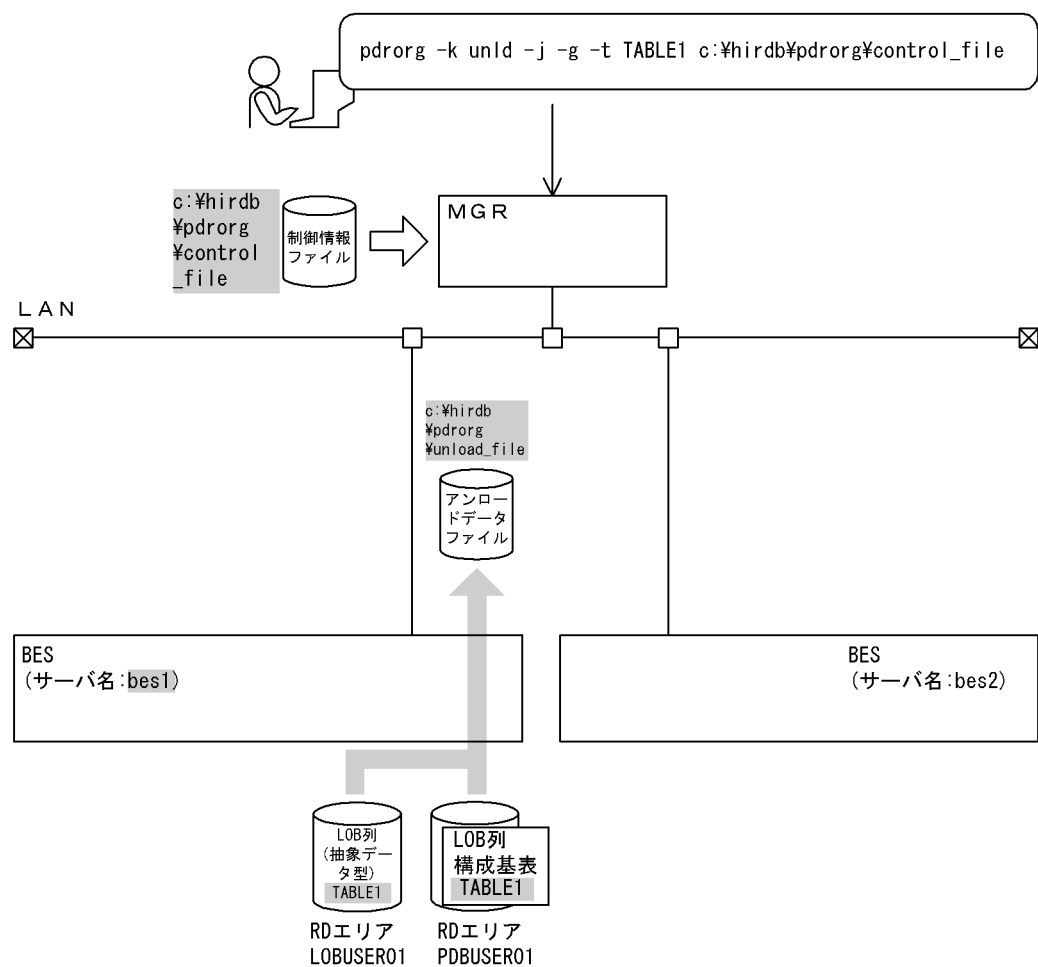 pdrorg -k unld -j -g -t TABLE1 c:¥hirdb¥pdrorg¥control_file
c:¥hirdb
¥pdrorg
¥control
_file
制御情報
ファイル
ＭＧＲ
ＬＡＮ
c:¥hirdb
¥pdrorg
¥unload_file
アンロー
ドデータ
ファイル
BES
(サーバ名:bes1)
BES
(サーバ名:bes2)
LOB列
(抽象デー
タ型)
TABLE1
LOB列
構成基表
TABLE1
RDエリア
LOBUSER01
RDエリア
PDBUSER01